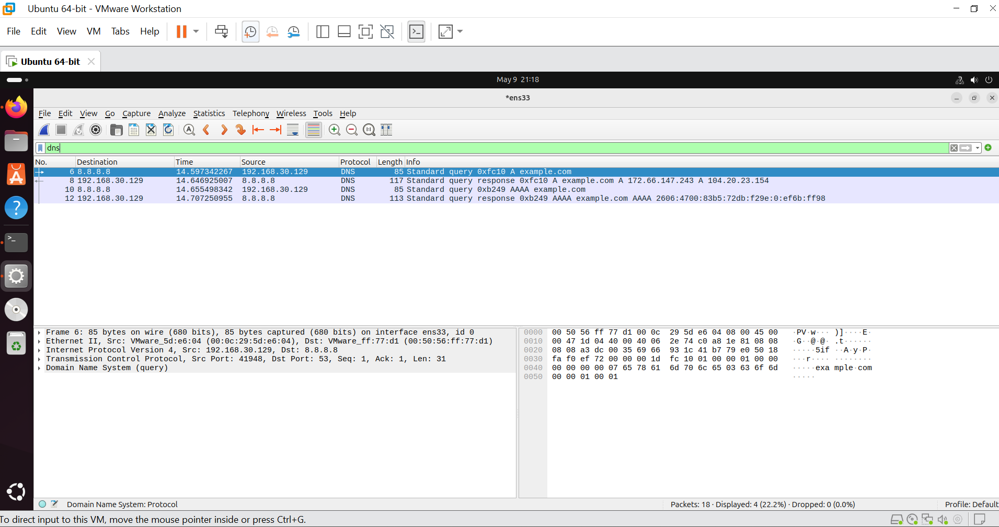 Ubuntu 64-bit - VMware Workstation
File Edit View VM Tabs Help
Ubuntu 64-bit
May 9 21:18
*ens33
File Edit View Go Capture Analyze Statistics Telephony Wireless Tools Help
dns
No. Destination Time Source Protocol Length Info
6 8.8.8.8 14.597342267 192.168.30.129 DNS 85 Standard query 0xfc10 A example.com
8 192.168.30.129 14.646925007 8.8.8.8 DNS 117 Standard query response 0xfc10 A example.com A 172.66.147.243 A 104.20.23.154
10 8.8.8.8 14.655498342 192.168.30.129 DNS 85 Standard query 0xb249 AAAA example.com
12 192.168.30.129 14.707250955 8.8.8.8 DNS 113 Standard query response 0xb249 AAAA example.com AAAA 2606:4700:83b5:72db:f29e:0:ef6b:ff98
Frame 6: 85 bytes on wire (680 bits), 85 bytes captured (680 bits) on interface ens33, id 0
Ethernet II, Src: VMware_5d:e6:04 (00:0c:29:5d:e6:04), Dst: VMware_ff:77:d1 (00:50:56:ff:77:d1)
Internet Protocol Version 4, Src: 192.168.30.129, Dst: 8.8.8.8
Transmission Control Protocol, Src Port: 41948, Dst Port: 53, Seq: 1, Ack: 1, Len: 31
Domain Name System (query)
0000 00 50 56 ff 77 d1 00 0c 29 5d e6 04 08 00 45 00 ·PV·w··· )]····E·
0010 00 47 1d 04 40 00 40 06 2e 74 c0 a8 1e 81 08 08 ·G··@·@· .t······
0020 08 08 a3 dc 00 35 69 66 93 1c 41 b7 79 e0 50 18 ·····5if ··A·y·P·
0030 fa f0 ef 72 00 00 00 1d fc 10 01 00 00 01 00 00 ···r···· ········
0040 00 00 00 00 07 65 78 61 6d 70 6c 65 03 63 6f 6d ·····exa mple·com
0050 00 00 01 00 01 ·····
Domain Name System: Protocol
Packets: 18 · Displayed: 4 (22.2%) · Dropped: 0 (0.0%)
Profile: Default
To direct input to this VM, move the mouse pointer inside or press Ctrl+G.